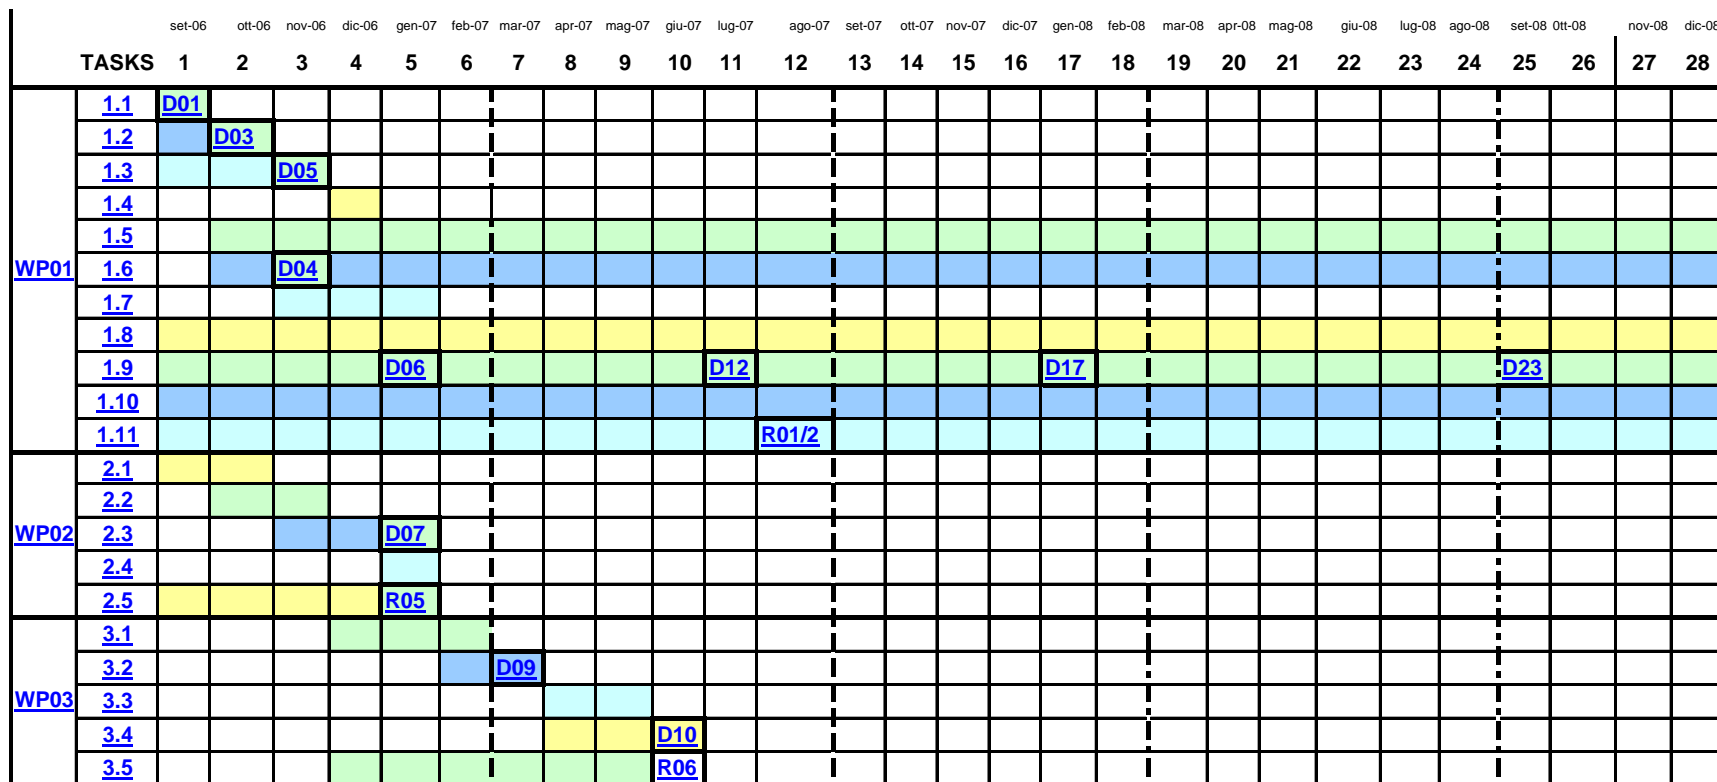 set-06 ott-06 nov-06 dic-06 gen-07 feb-07 mar-07 apr-07 mag-07 giu-07 lug-07 ago-07 set-07 ott-07 nov-07 dic-07 gen-08 feb-08 mar-08 apr-08 mag-08 giu-08 lug-08 ago-08 set-08 0tt-08 nov-08 dic-08
TASKS 1 2 3 4 5 6 7 8 9 10 11 12 13 14 15 16 17 18 19 20 21 22 23 24 25 26 27 28
1.1 D01
1.2 D03
1.3 D05
1.4
1.5
WP01 1.6 D04
1.7
1.8
1.9 D06 D12 D17 D23
1.10
1.11 R01/2
2.1
2.2
WP02 2.3 D07
2.4
2.5 R05
3.1
3.2 D09
WP03 3.3
3.4 D10
3.5 R06